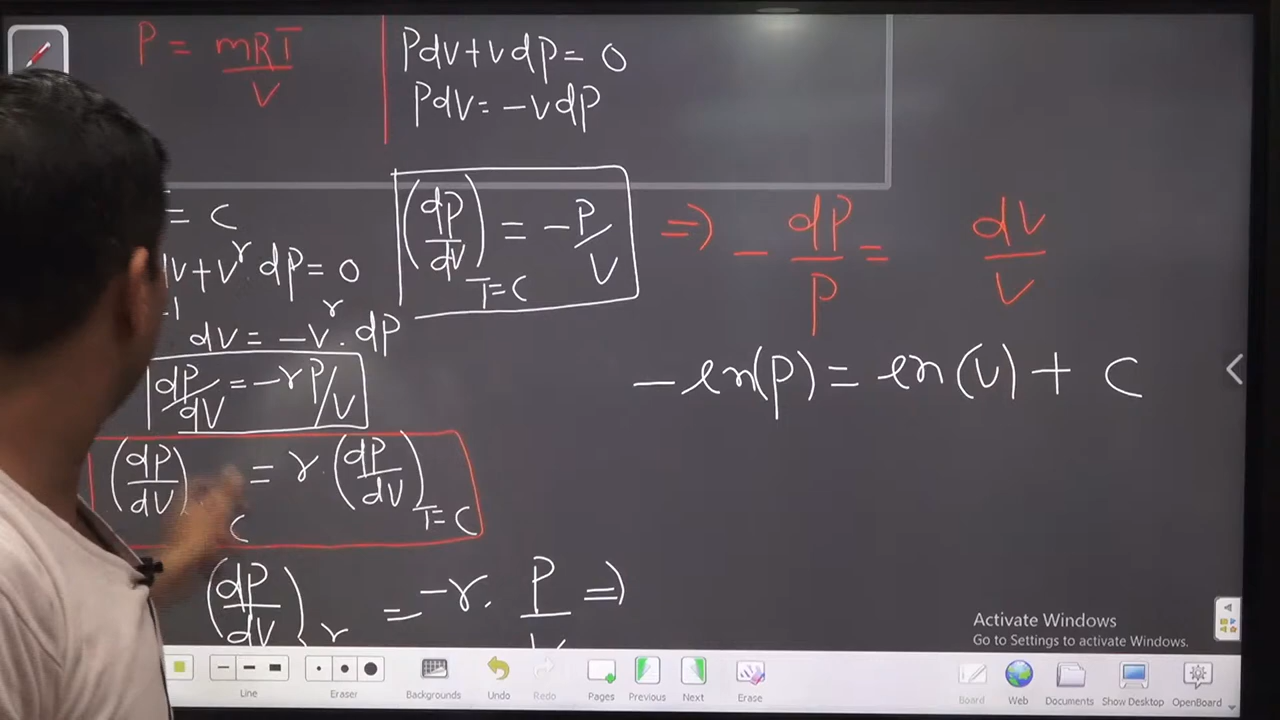 P = mRT/V
Pdv + vdp = 0
Pdv = -vdp
= C
(dP/dV) T=C = -P/V
=) -dP/P = dV/V
dv + v^r. dp = 0
-1
dv = -v^r. dp
-ln(P) = ln(V) + C
dP/dV = -rP/V
(dP/dV) C = r.(dP/dV) T=C
(dP/dV) r = -r. P/V =)
Activate Windows
Go to Settings to activate Windows.
Line Eraser Backgrounds Undo Redo Pages Previous Next Erase Board Web Documents Show Desktop OpenBoard